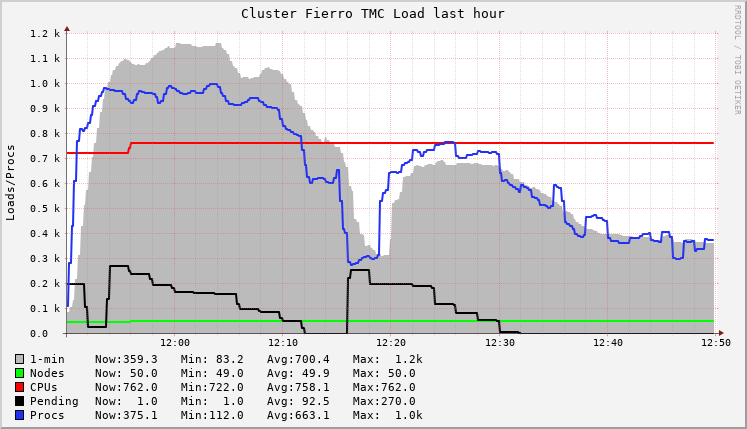 Cluster Fierro TMC Load last hour
RRDTOOL / TOBI OETIKER
Loads/Procs
1.2 k
1.1 k
1.0 k
0.9 k
0.8 k
0.7 k
0.6 k
0.5 k
0.4 k
0.3 k
0.2 k
0.1 k
0.0
12:00 12:10 12:20 12:30 12:40 12:50
1-min Now:359.3 Min: 83.2 Avg:700.4 Max: 1.2k
Nodes Now: 50.0 Min: 49.0 Avg: 49.9 Max: 50.0
CPUs Now:762.0 Min:722.0 Avg:758.1 Max:762.0
Pending Now: 1.0 Min: 1.0 Avg: 92.5 Max:270.0
Procs Now:375.1 Min:112.0 Avg:663.1 Max: 1.0k